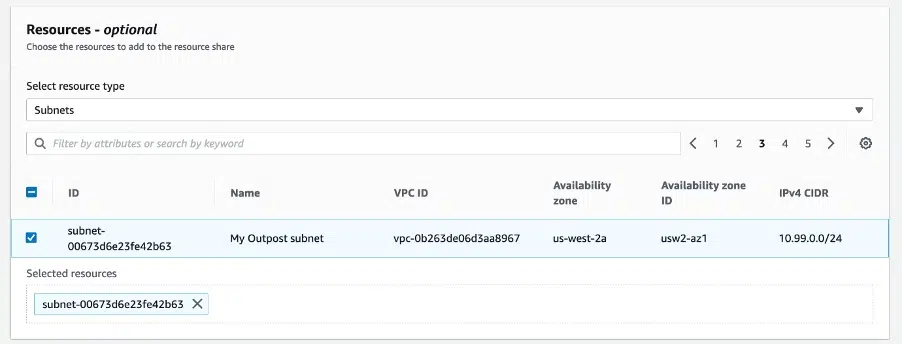 Resources - optional
Choose the resources to add to the resource share
Select resource type
Subnets
Filter by attributes or search by keyword
1 2 3 4 5
ID Name VPC ID Availability zone Availability zone ID IPv4 CIDR
subnet-00673d6e23fe42b63 My Outpost subnet vpc-0b263de06d3aa8967 us-west-2a usw2-az1 10.99.0.0/24
Selected resources
subnet-00673d6e23fe42b63